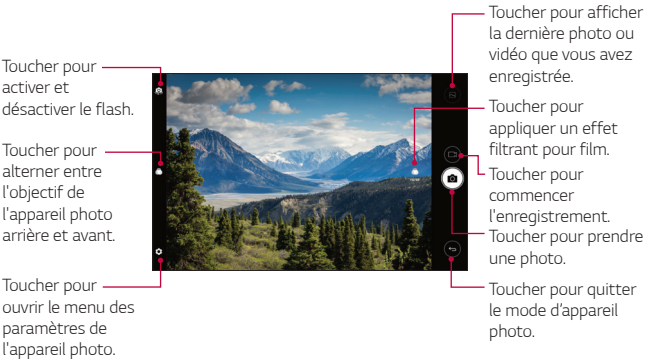 Toucher pour
activer et
désactiver le flash.
Toucher pour
alterner entre
l'objectif de
l'appareil photo
arrière et avant.
Toucher pour
ouvrir le menu des
paramètres de
l'appareil photo.
Toucher pour afficher
la dernière photo ou
vidéo que vous avez
enregistrée.
Toucher pour
appliquer un effet
filtrant pour film.
Toucher pour
commencer
l'enregistrement.
Toucher pour prendre
une photo.
Toucher pour quitter
le mode d'appareil
photo.